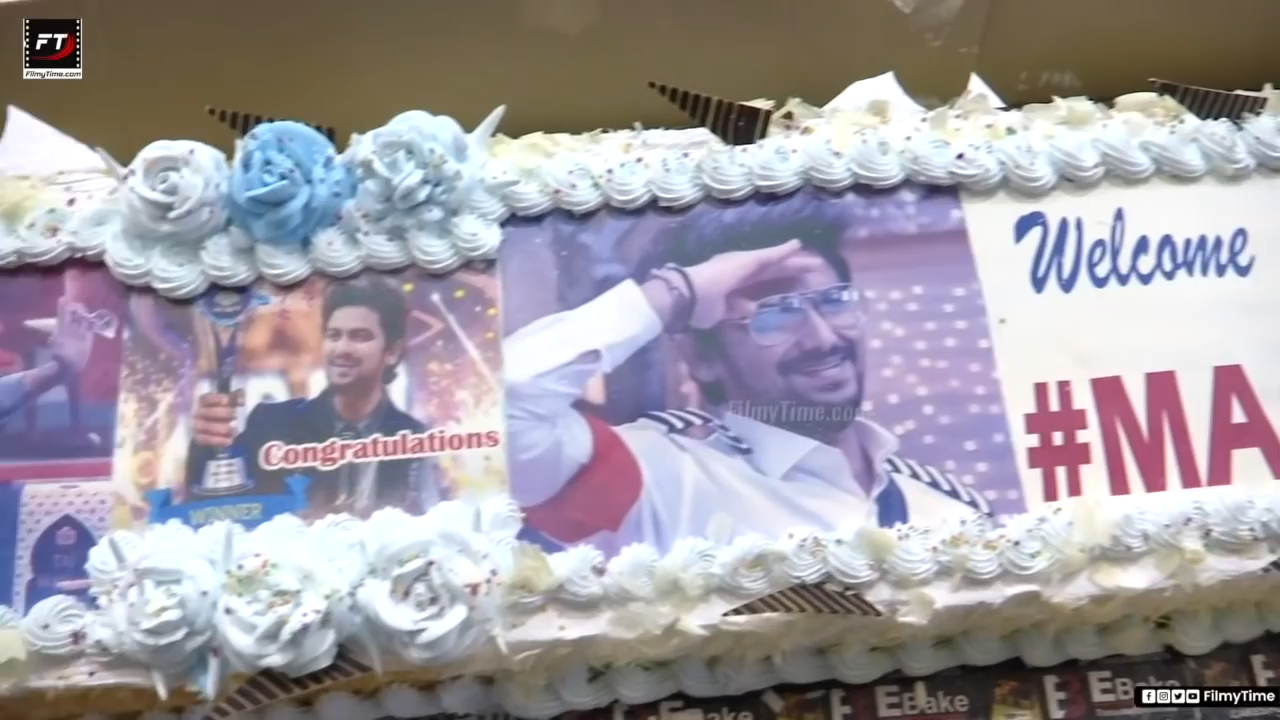 FT
FilmyTime.com
Welcome
#MA
Congratulations
WINNER
FilmyTime.com
EBake
EBake
FilmyTime